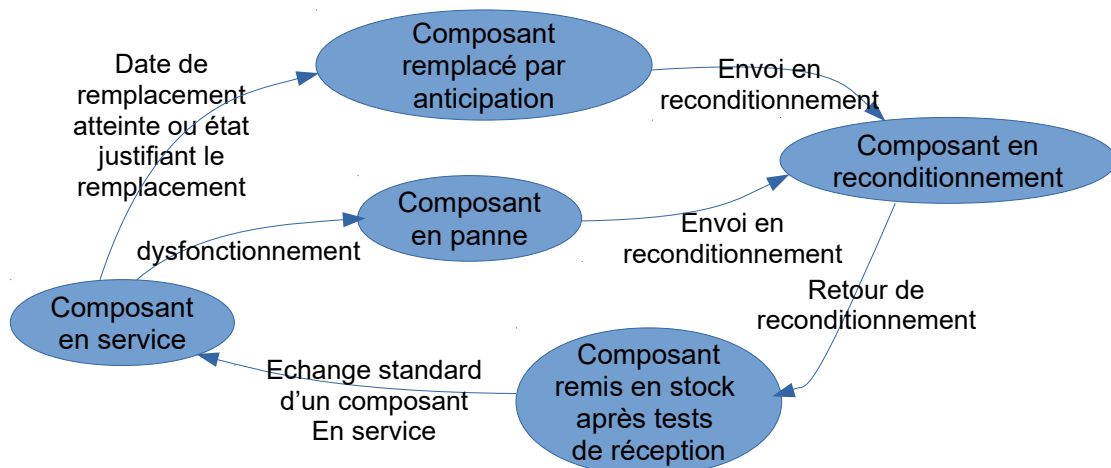 Composant
remplacé par
anticipation
Date de
remplacement
atteinte ou état
justifiant le
remplacement
Envoi en
reconditionnement
Composant en
reconditionnement
Composant
en panne
dysfonctionnement
Envoi en
reconditionnement
Composant
en service
Retour de
reconditionnement
Echange standard
d'un composant
En service
Composant
remis en stock
après tests
de réception